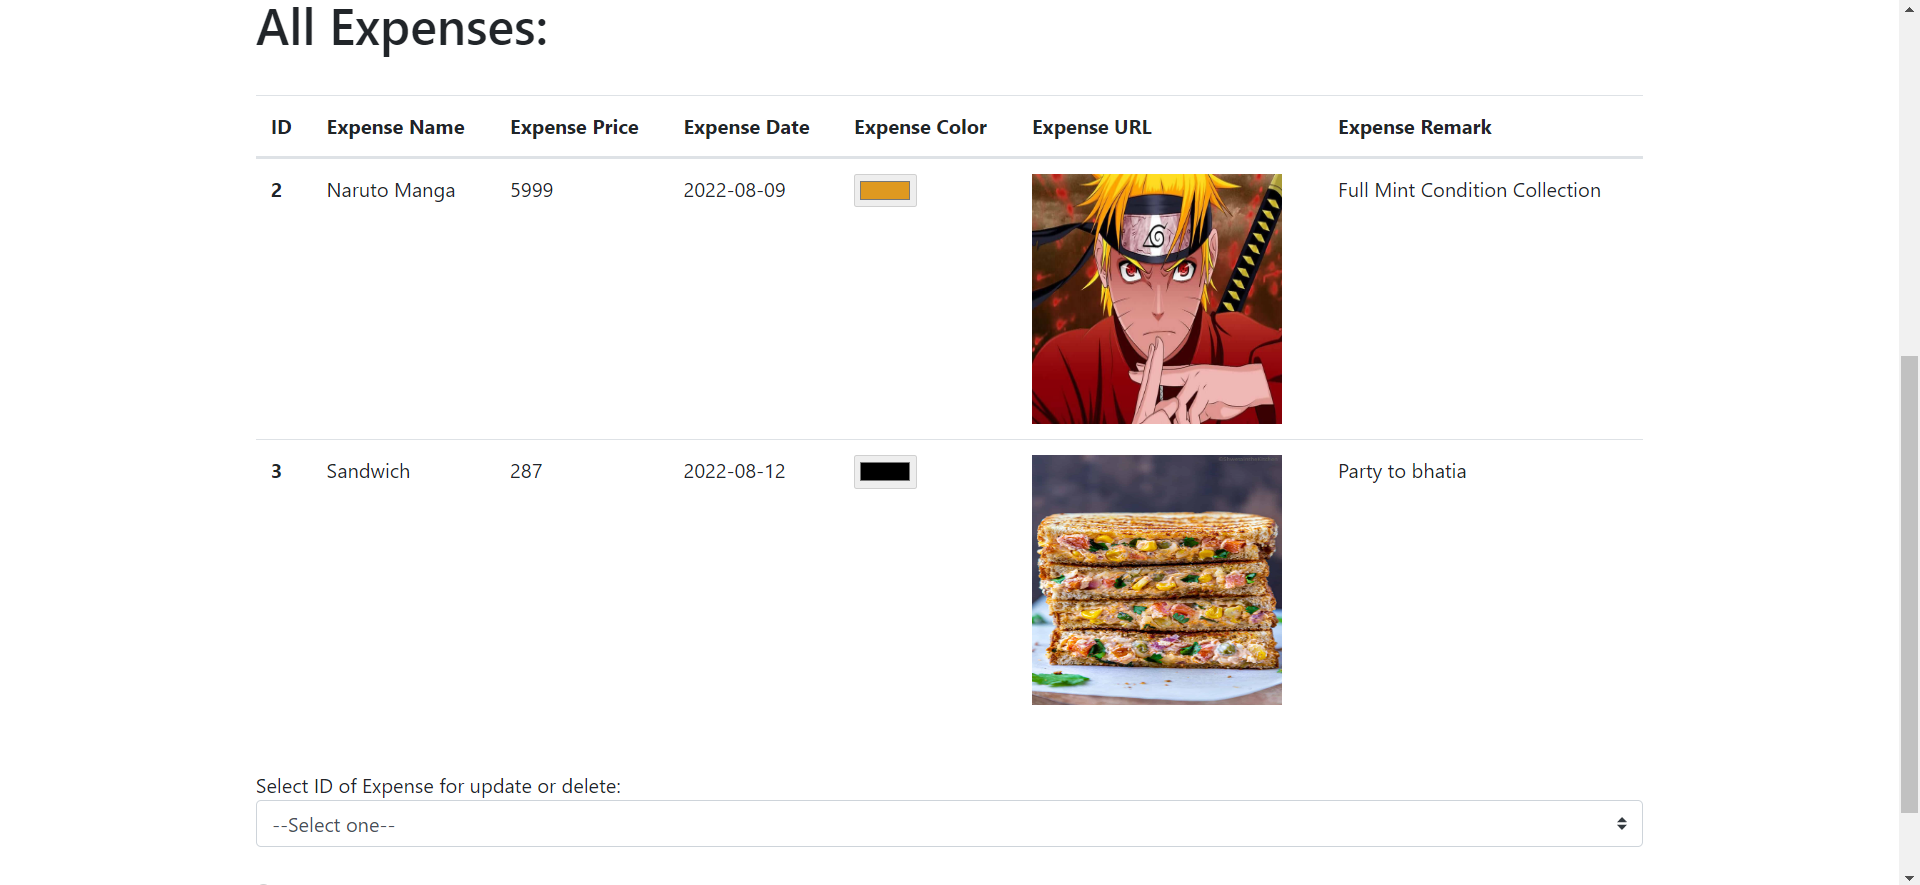 All Expenses:
ID Expense Name Expense Price Expense Date Expense Color Expense URL Expense Remark
2 Naruto Manga 5999 2022-08-09 Full Mint Condition Collection
3 Sandwich 287 2022-08-12 Party to bhatia
Select ID of Expense for update or delete:
--Select one--